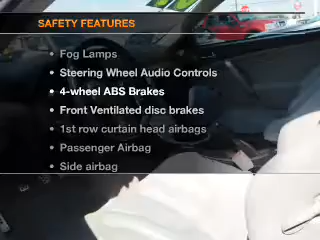 SAFETY FEATURES
• Fog Lamps
• Steering Wheel Audio Controls
• 4-wheel ABS Brakes
• Front Ventilated disc brakes
• 1st row curtain head airbags
• Passenger Airbag
• Side airbag